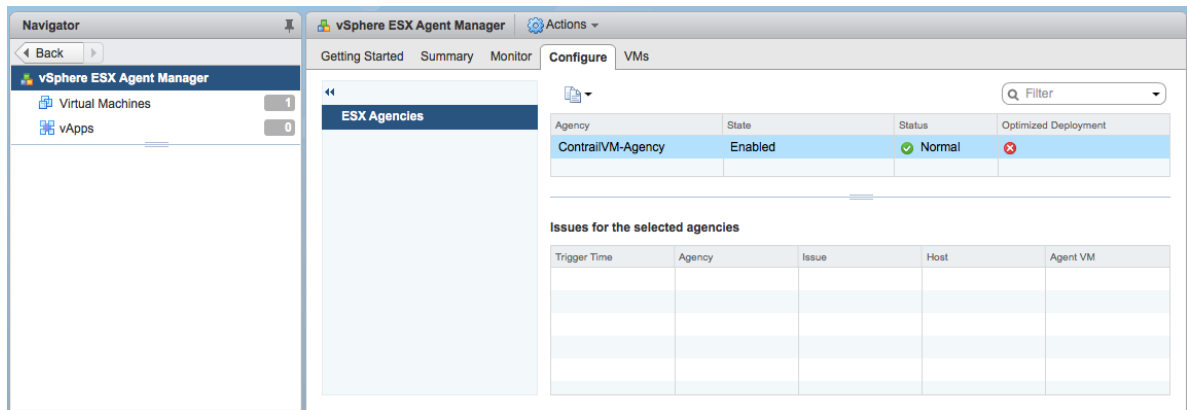 Navigator
Back
vSphere ESX Agent Manager
Virtual Machines 1
vApps 0
vSphere ESX Agent Manager Actions
Getting Started Summary Monitor Configure VMs
ESX Agencies
Filter
Agency State Status Optimized Deployment
ContrailVM-Agency Enabled Normal
Issues for the selected agencies
Trigger Time Agency Issue Host Agent VM